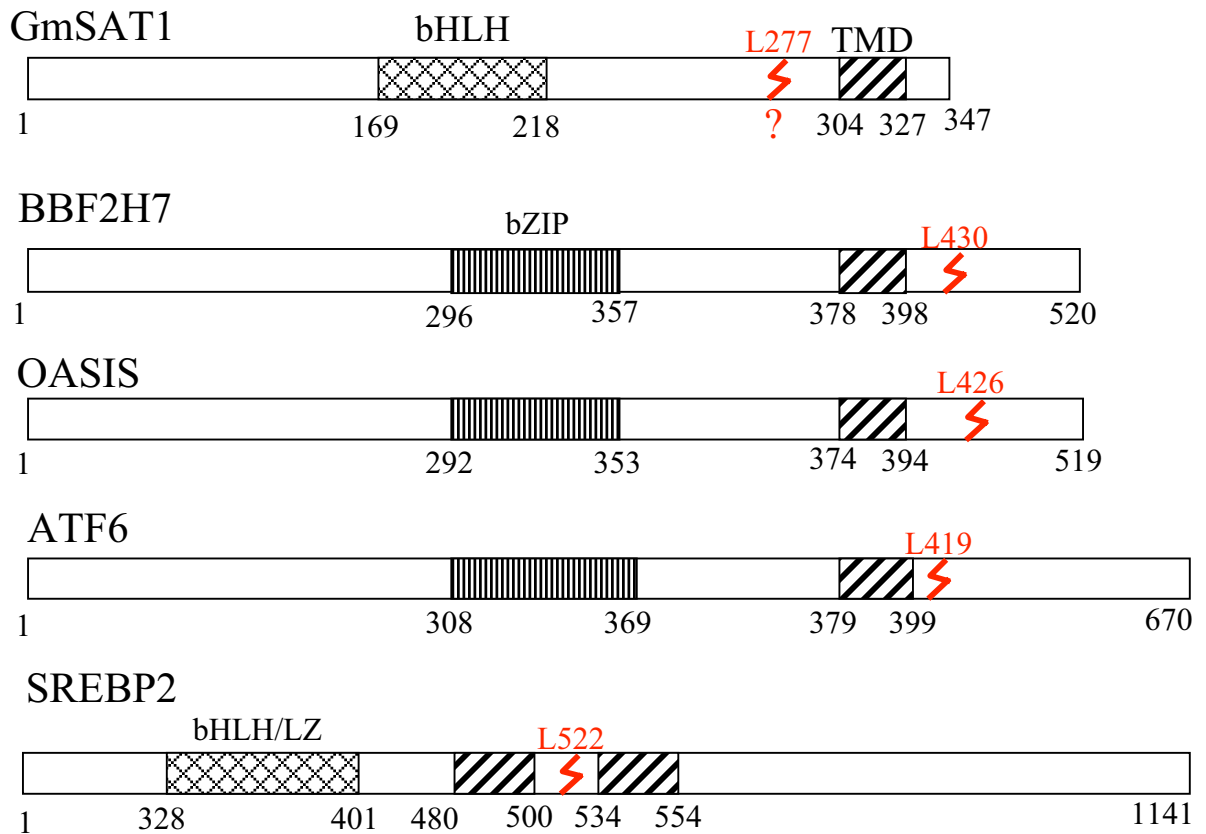 GmSAT1
bHLH
L277
TMD
1
169
218
?
304
327
347
BBF2H7
bZIP
L430
1
296
357
378
398
520
OASIS
L426
1
292
353
374
394
519
ATF6
L419
1
308
369
379
399
670
SREBP2
bHLH/LZ
L522
1
328
401
480
500
534
554
1141